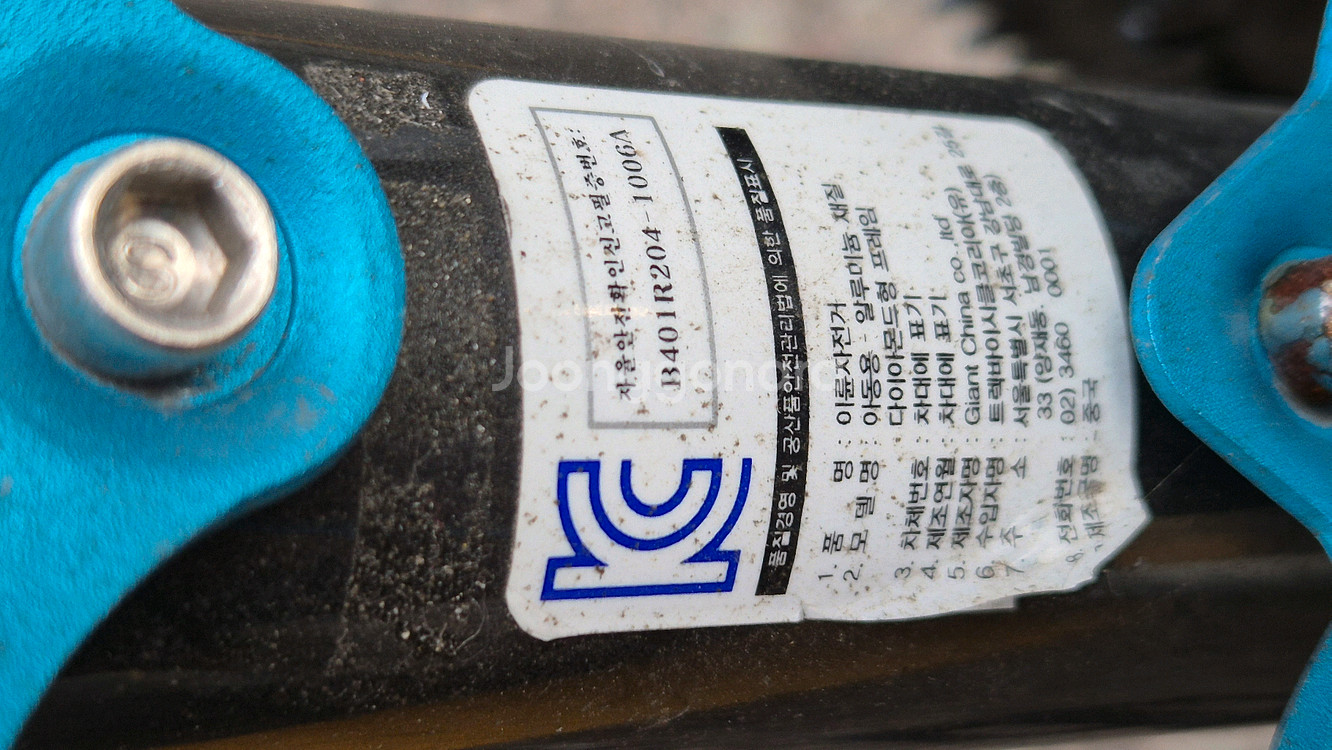 자율안전확인신고필증번호:
B401R204-1006A
품질경영 및 공산품안전관리법에 의한 품질표시
1. 품 명 : 이륜자전거
2. 모 델 명 : 아동용 - 알루미늄 재질
다이아몬드형 프레임
3. 차체번호 : 차대에 표기
4. 제조연월 : 차대에 표기
5. 제조자명 : Giant China co., ltd
6. 수입자명 : 트랙바이시클코리아(유)
7. 주 소 : 서울특별시 서초구 강남대로 25길
33 (양재동, 남강빌딩 2층)
8. 전화번호 : 02) 3460 0001
제조국명 : 중국
Joonggonara
S